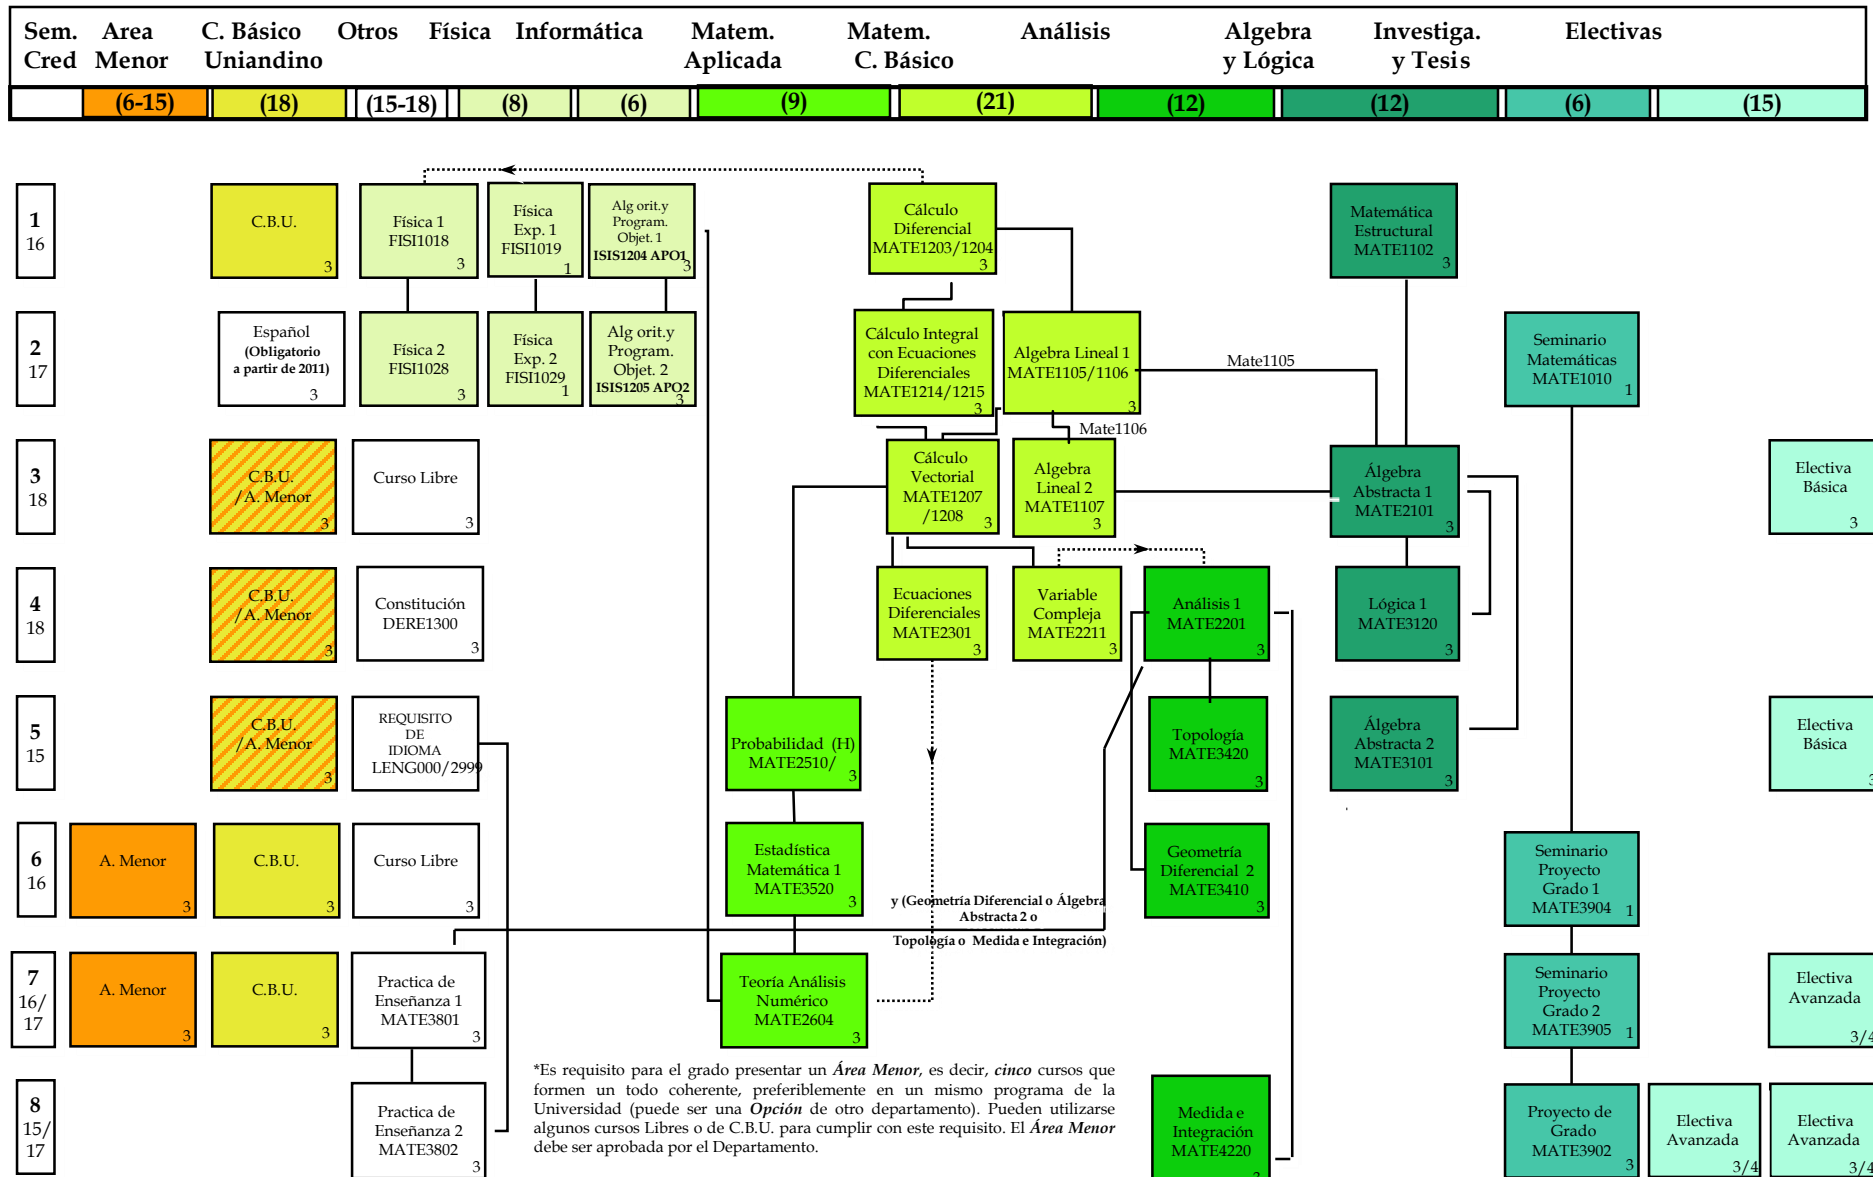 Sem. Area C. Básico Otros Física Informática Matem. Matem. Análisis Algebra Investiga. Electivas
Cred Menor Uniandino Aplicada C. Básico y Lógica y Tesis
(6-15) (18) (15-18) (8) (6) (9) (21) (12) (12) (6) (15)
1
16
C.B.U.
3
Física 1
FISI1018
3
Física
Exp. 1
FISI1019
1
Alg orit.y
Program.
Objet. 1
ISIS1204 APO1
3
Cálculo
Diferencial
MATE1203/1204
3
Matemática
Estructural
MATE1102
3
2
17
Español
(Obligatorio
a partir de 2011)
3
Física 2
FISI1028
3
Física
Exp. 2
FISI1029
1
Alg orit.y
Program.
Objet. 2
ISIS1205 APO2
3
Cálculo Integral
con Ecuaciones
Diferenciales
MATE1214/1215
3
Algebra Lineal 1
MATE1105/1106
3
Mate1105
Mate1106
Seminario
Matemáticas
MATE1010
1
3
18
C.B.U.
/A. Menor
3
Curso Libre
3
Cálculo
Vectorial
MATE1207
/1208
3
Algebra
Lineal 2
MATE1107
3
Álgebra
Abstracta 1
MATE2101
3
Electiva
Básica
3
4
18
C.B.U.
/A. Menor
3
Constitución
DERE1300
3
Ecuaciones
Diferenciales
MATE2301
3
Variable
Compleja
MATE2211
3
Análisis 1
MATE2201
3
Lógica 1
MATE3120
3
5
15
C.B.U.
/A. Menor
3
REQUISITO
DE
IDIOMA
LENG000/2999
Probabilidad (H)
MATE2510/
3
Topología
MATE3420
3
Álgebra
Abstracta 2
MATE3101
3
Electiva
Básica
3
6
16
A. Menor
3
C.B.U.
3
Curso Libre
3
Estadística
Matemática 1
MATE3520
3
Geometría
Diferencial 2
MATE3410
3
Seminario
Proyecto
Grado 1
MATE3904
1
y (Geometría Diferencial o Álgebra
Abstracta 2 o
Topología o Medida e Integración)
7
16/
17
A. Menor
3
C.B.U.
3
Practica de
Enseñanza 1
MATE3801
3
Teoría Análisis
Numérico
MATE2604
3
Seminario
Proyecto
Grado 2
MATE3905
1
Electiva
Avanzada
3/4
8
15/
17
Practica de
Enseñanza 2
MATE3802
3
*Es requisito para el grado presentar un Área Menor, es decir, cinco cursos que
formen un todo coherente, preferiblemente en un mismo programa de la
Universidad (puede ser una Opción de otro departamento). Pueden utilizarse
algunos cursos Libres o de C.B.U. para cumplir con este requisito. El Área Menor
debe ser aprobada por el Departamento.
Medida e
Integración
MATE4220
3
Proyecto de
Grado
MATE3902
3
Electiva
Avanzada
3/4
Electiva
Avanzada
3/4